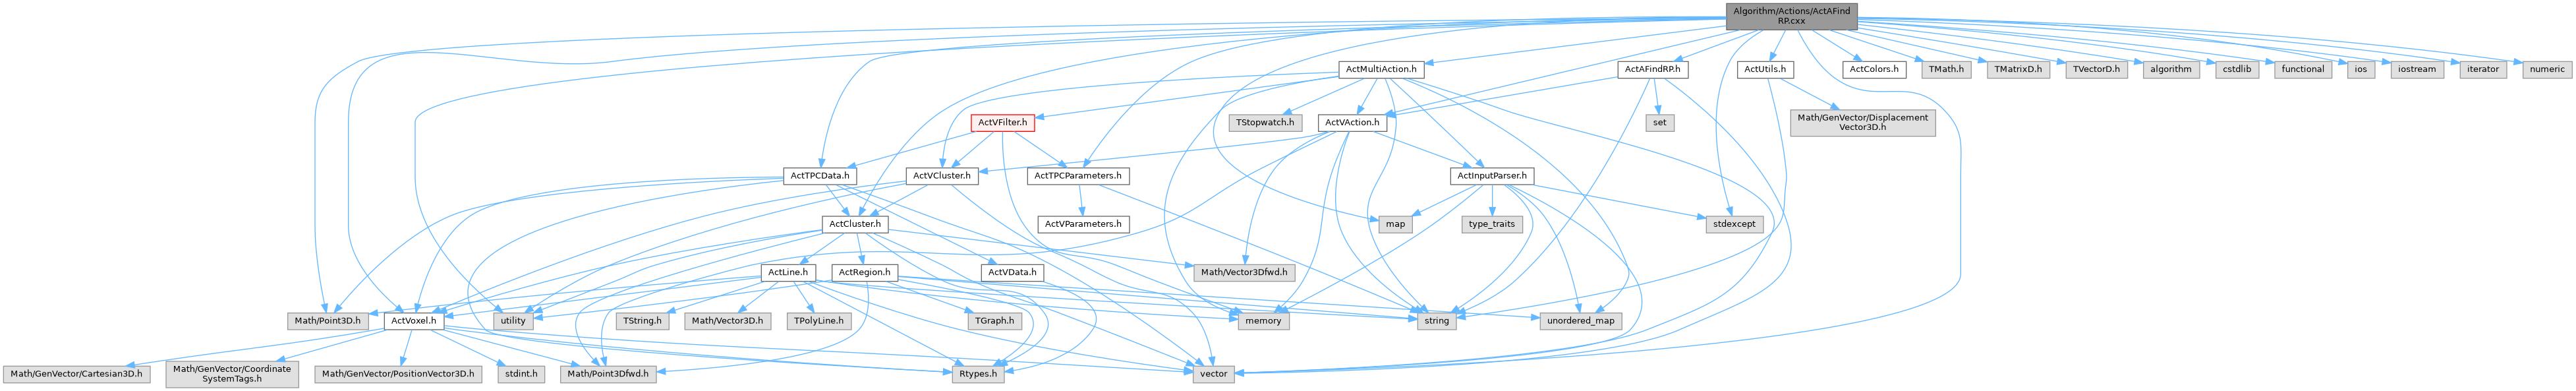 Algorithm/Actions/ActAFind
RP.cxx
ActMultiAction.h
ActAFindRP.h
ActUtils.h
ActColors.h
TMath.h
TMatrixD.h
TVectorD.h
algorithm
cstdlib
functional
ios
iostream
iterator
numeric
ActVFilter.h
TStopwatch.h
ActVAction.h
set
Math/GenVector/Displacement
Vector3D.h
ActTPCData.h
ActVCluster.h
ActTPCParameters.h
ActInputParser.h
ActCluster.h
ActVParameters.h
map
type_traits
stdexcept
ActLine.h
ActRegion.h
ActVData.h
Math/Vector3Dfwd.h
Math/Point3D.h
ActVoxel.h
utility
TString.h
Math/Vector3D.h
TPolyLine.h
TGraph.h
memory
string
unordered_map
Math/GenVector/Cartesian3D.h
Math/GenVector/Coordinate
SystemTags.h
Math/GenVector/PositionVector3D.h
stdint.h
Math/Point3Dfwd.h
Rtypes.h
vector